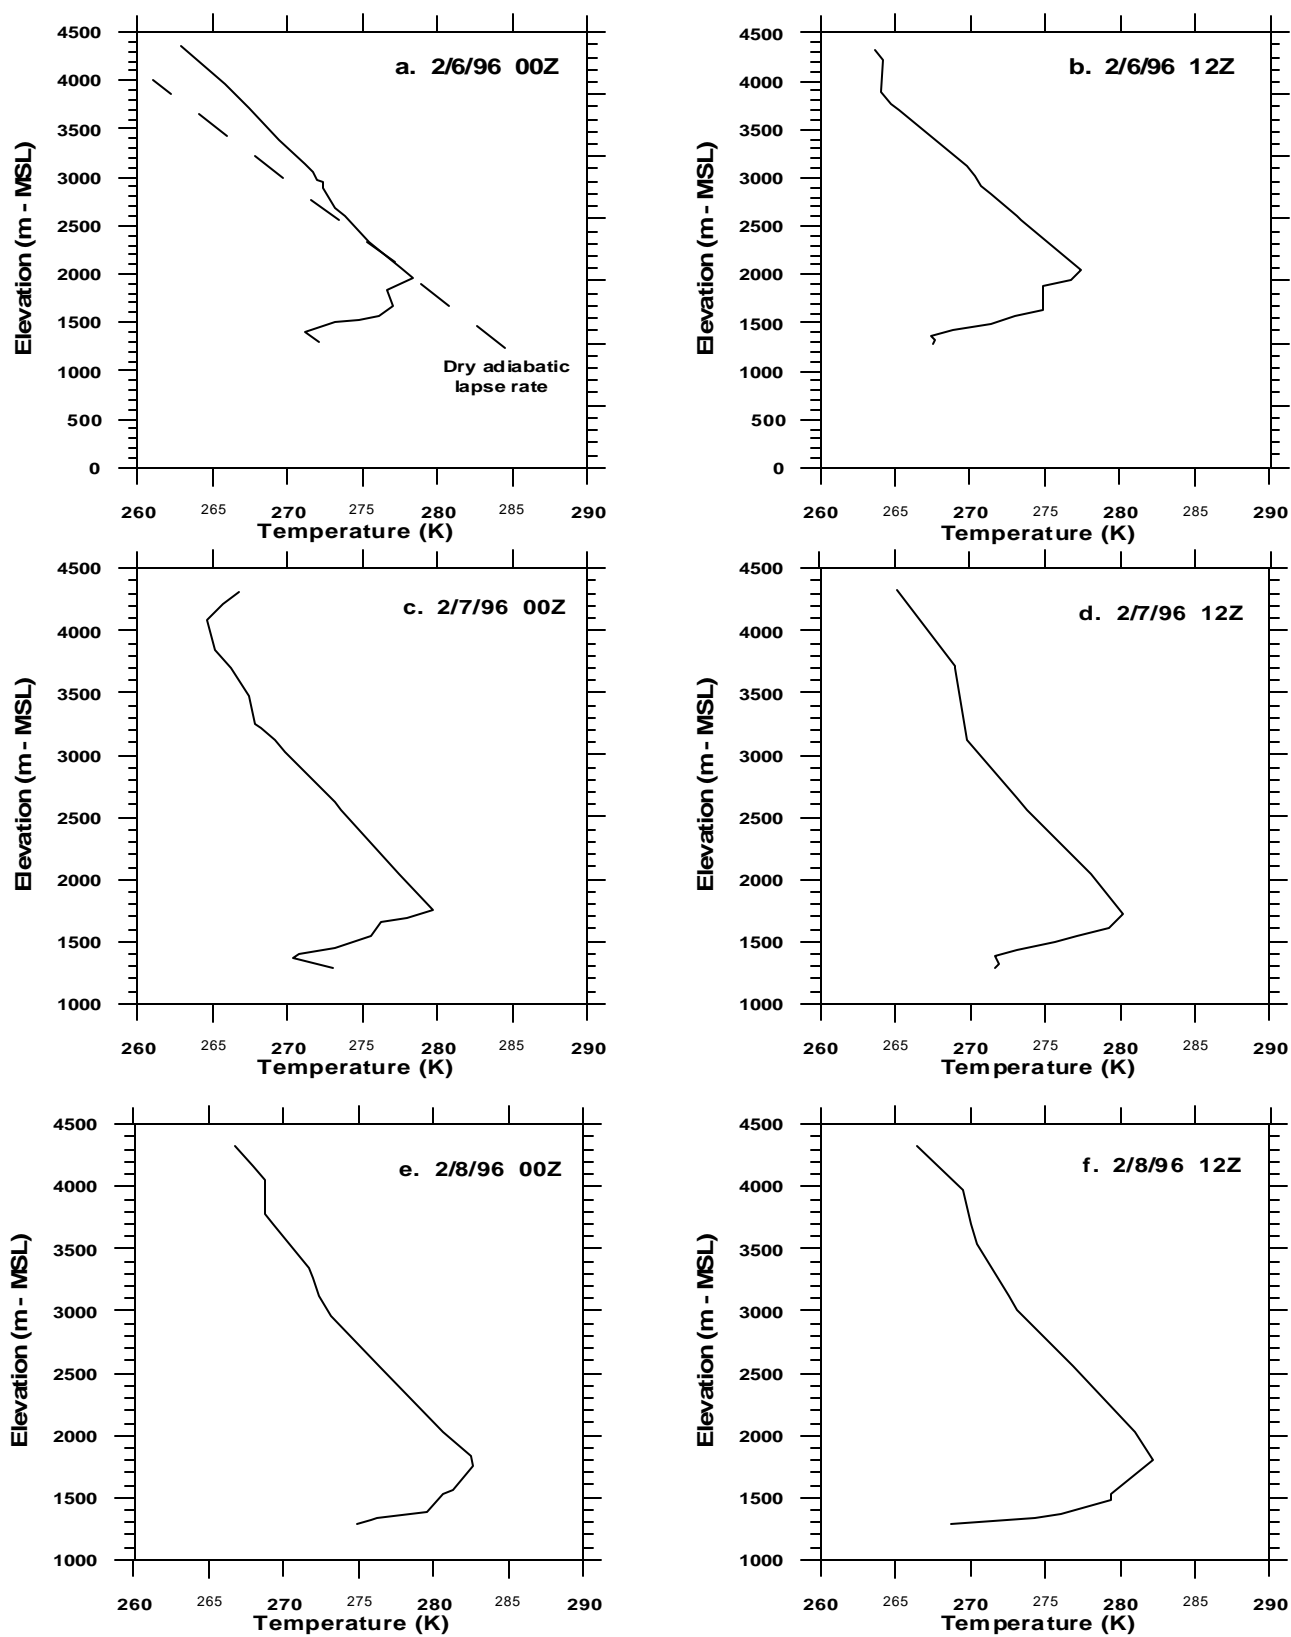 4500
4000
3500
3000
2500
2000
1500
1000
500
0
Elevation (m - MSL)
a. 2/6/96 00Z
Dry adiabatic
lapse rate
260 265 270 275 280 285 290
Temperature (K)
4500
4000
3500
3000
2500
2000
1500
1000
500
0
Elevation (m - MSL)
b. 2/6/96 12Z
260 265 270 275 280 285 290
Temperature (K)
4500
4000
3500
3000
2500
2000
1500
1000
Elevation (m - MSL)
c. 2/7/96 00Z
260 265 270 275 280 285 290
Temperature (K)
4500
4000
3500
3000
2500
2000
1500
1000
Elevation (m - MSL)
d. 2/7/96 12Z
260 265 270 275 280 285 290
Temperature (K)
4500
4000
3500
3000
2500
2000
1500
1000
Elevation (m - MSL)
e. 2/8/96 00Z
260 265 270 275 280 285 290
Temperature (K)
4500
4000
3500
3000
2500
2000
1500
1000
Elevation (m - MSL)
f. 2/8/96 12Z
260 265 270 275 280 285 290
Temperature (K)